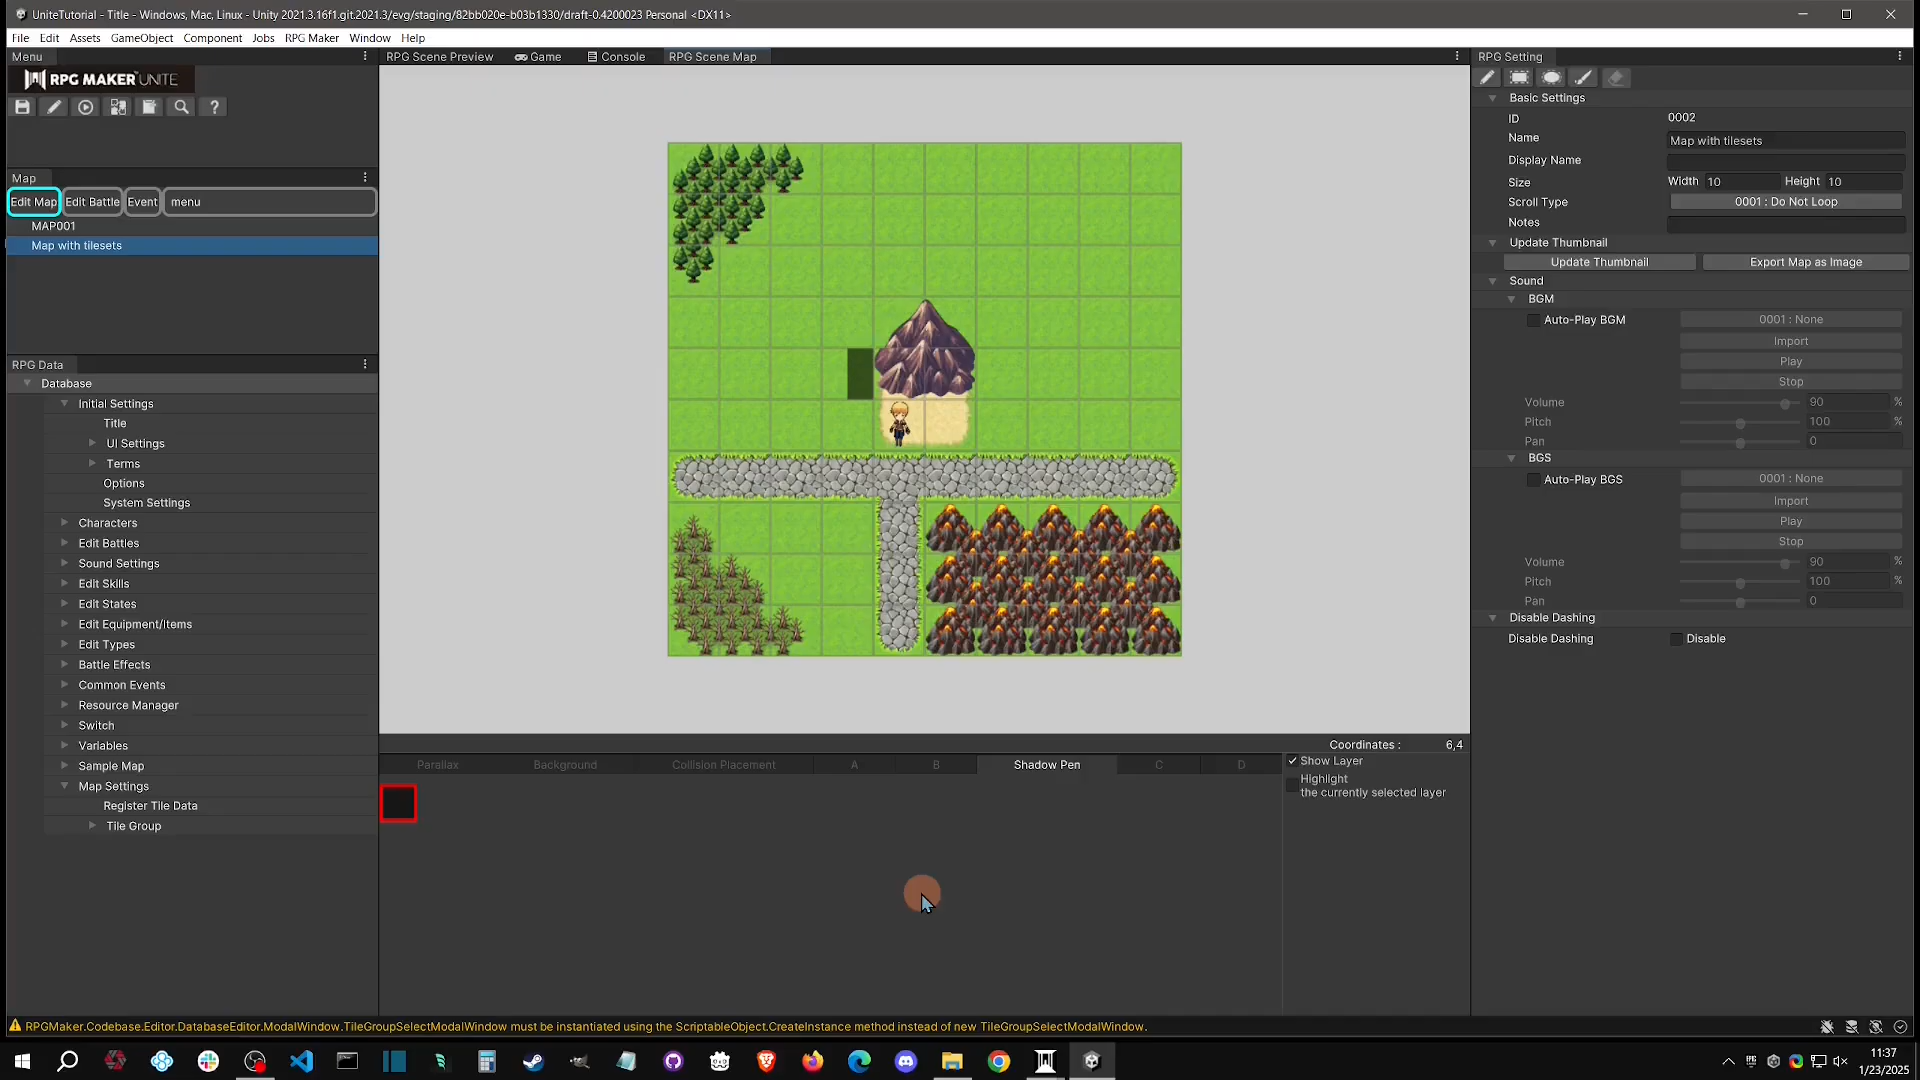 UniteTutorial - Title - Windows, Mac, Linux - Unity 2021.3.16f1.git.2021.3/evg/staging/82bb020e-b03b1330/draft-0.4200023 Personal <DX11>
File Edit Assets GameObject Component Jobs RPG Maker Window Help
Menu
RPG MAKER UNITE
Map
Edit Map Edit Battle Event menu
MAP001
Map with tilesets
RPG Data
Database
Initial Settings
Title
UI Settings
Terms
Options
System Settings
Characters
Edit Battles
Sound Settings
Edit Skills
Edit States
Edit Equipment/Items
Edit Types
Battle Effects
Common Events
Resource Manager
Switch
Variables
Sample Map
Map Settings
Register Tile Data
Tile Group
RPG Scene Preview Game Console RPG Scene Map
Coordinates : 6,4
Parallax Background Collision Placement A B Shadow Pen C D
Show Layer
Highlight
the currently selected layer
RPG Setting
Basic Settings
ID 0002
Name Map with tilesets
Display Name
Size Width 10 Height 10
Scroll Type 0001 : Do Not Loop
Notes
Update Thumbnail
Update Thumbnail Export Map as Image
Sound
BGM
Auto-Play BGM 0001 : None
Import
Play
Stop
Volume 90 %
Pitch 100 %
Pan 0
BGS
Auto-Play BGS 0001 : None
Import
Play
Stop
Volume 90 %
Pitch 100 %
Pan 0
Disable Dashing
Disable Dashing Disable
RPGMaker.Codebase.Editor.DatabaseEditor.ModalWindow.TileGroupSelectModalWindow must be instantiated using the ScriptableObject.CreateInstance method instead of new TileGroupSelectModalWindow.
11:37
1/23/2025